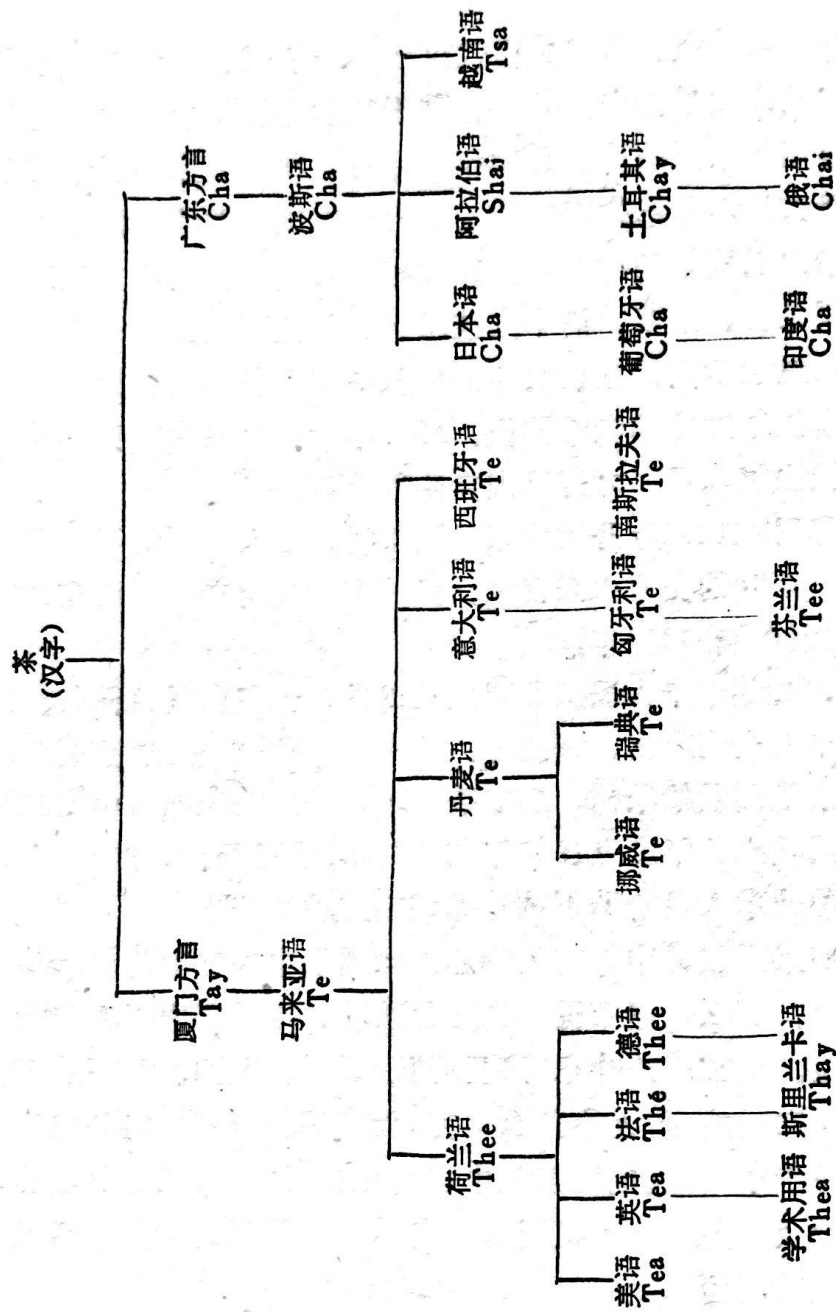 茶
(汉字)
厦门方言
Tay
广东方言
Cha
马来亚语
Te
波斯语
Cha
荷兰语
Thee
丹麦语
Te
意大利语
Te
西班牙语
Te
日本语
Cha
阿拉伯语
Shai
越南语
Tsa
美语
Tea
英语
Tea
法语
Thé
德语
Thee
挪威语
Te
瑞典语
Te
匈牙利语
Te
南斯拉夫语
Te
葡萄牙语
Cha
土耳其语
Chay
学术用语
Thea
斯里兰卡语
Thay
芬兰语
Tee
印度语
Cha
俄语
Chai